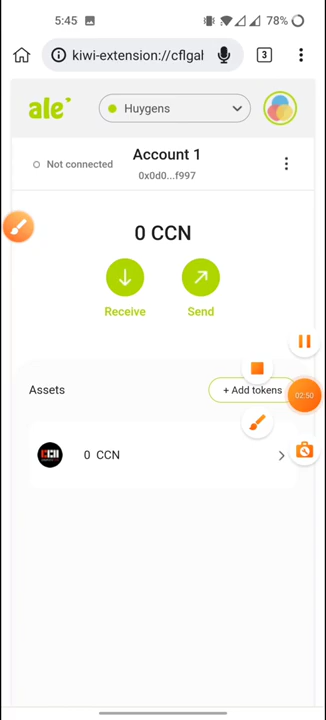 5:45
78%
kiwi-extension://cflgal
3
ale
Huygens
Not connected
Account 1
0x0d0...f997
0 CCN
Receive
Send
Assets
+ Add tokens
02:50
0 CCN